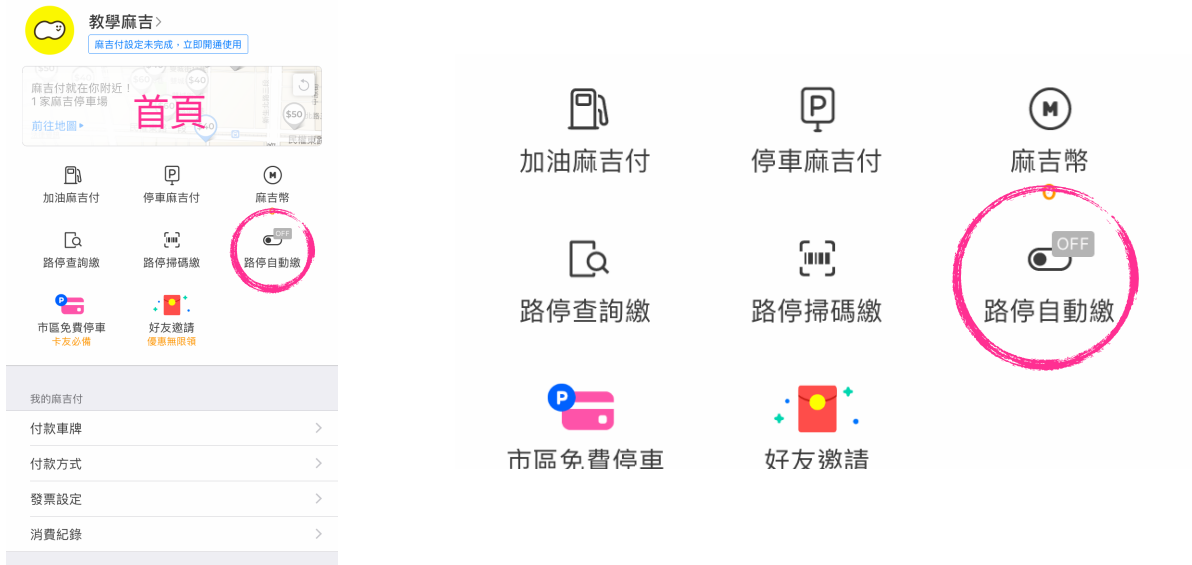 教學麻吉>
麻吉付設定未完成，立即開通使用
麻吉付就在你附近！
1 家麻吉停車場
前往地圖
首頁
$40
$50
加油麻吉付
停車麻吉付
M
麻吉幣
P
OFF
路停查詢繳
路停掃碼繳
路停自動繳
P
市區免費停車
好友邀請
卡友必備
優惠無限領
我的麻吉付
付款車牌
付款方式
發票設定
消費紀錄
P
M
加油麻吉付
停車麻吉付
麻吉幣
OFF
路停查詢繳
路停掃碼繳
路停自動繳
P
市區免費停車
好友邀請